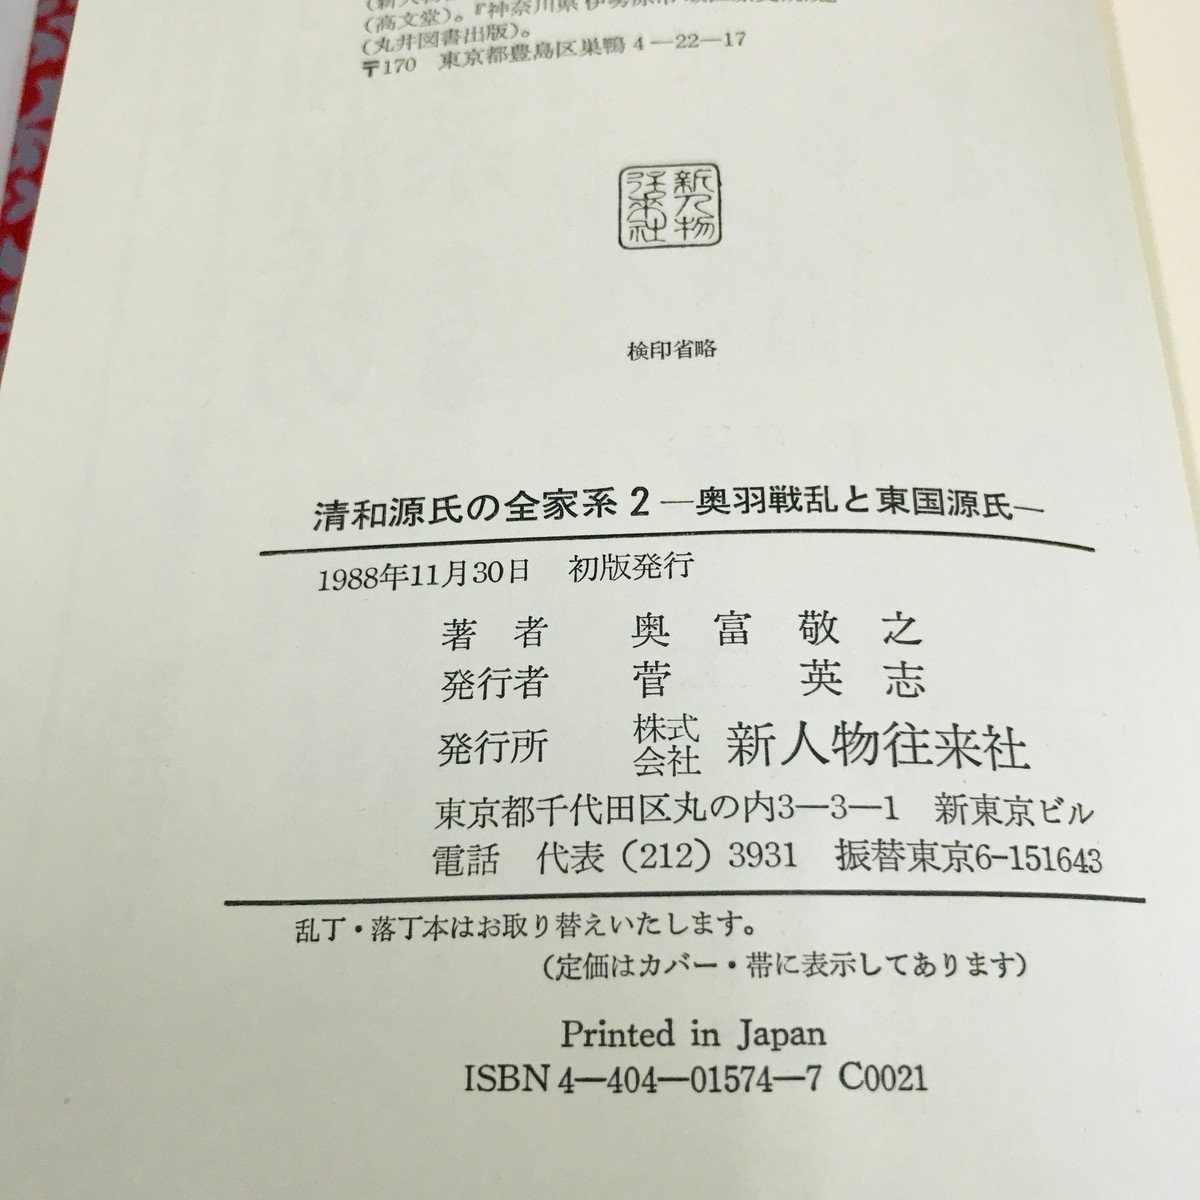 (高文堂)。『神奈川県 伊勢原市
(丸井図書出版)。
〒170　東京都豊島区巣鴨 4—22—17
新人物
往来社
検印省略
清和源氏の全家系 2 —奥羽戦乱と東国源氏—
1988年11月30日　初版発行
著　者　奥　富　敬　之
発行者　菅　英　志
発行所　株式会社　新人物往来社
東京都千代田区丸の内3—3—1　新東京ビル
電話　代表（212）3931　振替東京6-151643
乱丁・落丁本はお取り替えいたします。
（定価はカバー・帯に表示してあります）
Printed in Japan
ISBN 4—404—01574—7 C0021